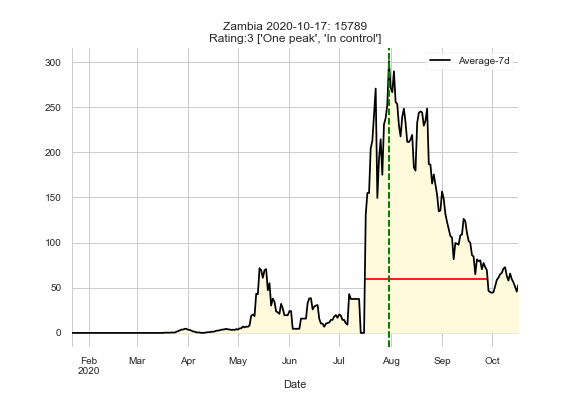 Zambia 2020-10-17: 15789
Rating:3 ['One peak', 'In control']
Average-7d
300
250
200
150
100
50
0
Feb Mar Apr May Jun Jul Aug Sep Oct
2020
Date